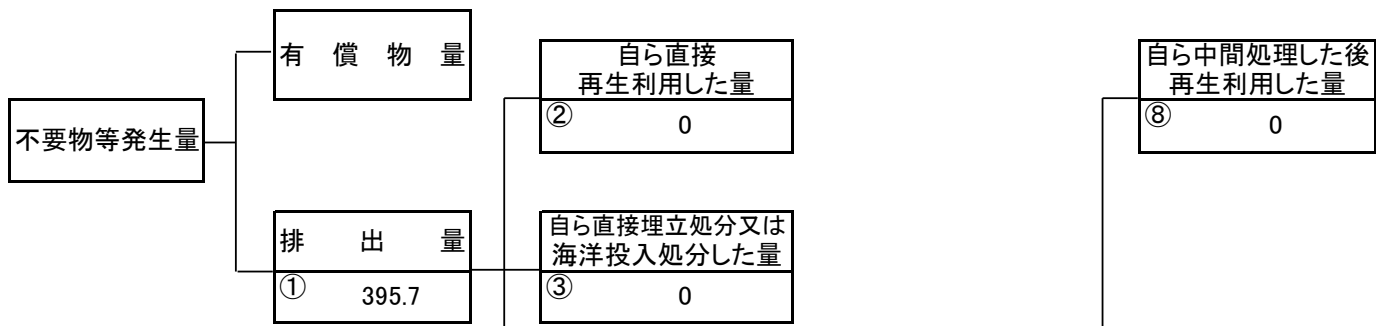 有償物量
自ら直接
再生利用した量
②
0
自ら中間処理した後
再生利用した量
⑧
0
不要物等発生量
排出量
①
395.7
自ら直接埋立処分又は
海洋投入処分した量
③
0